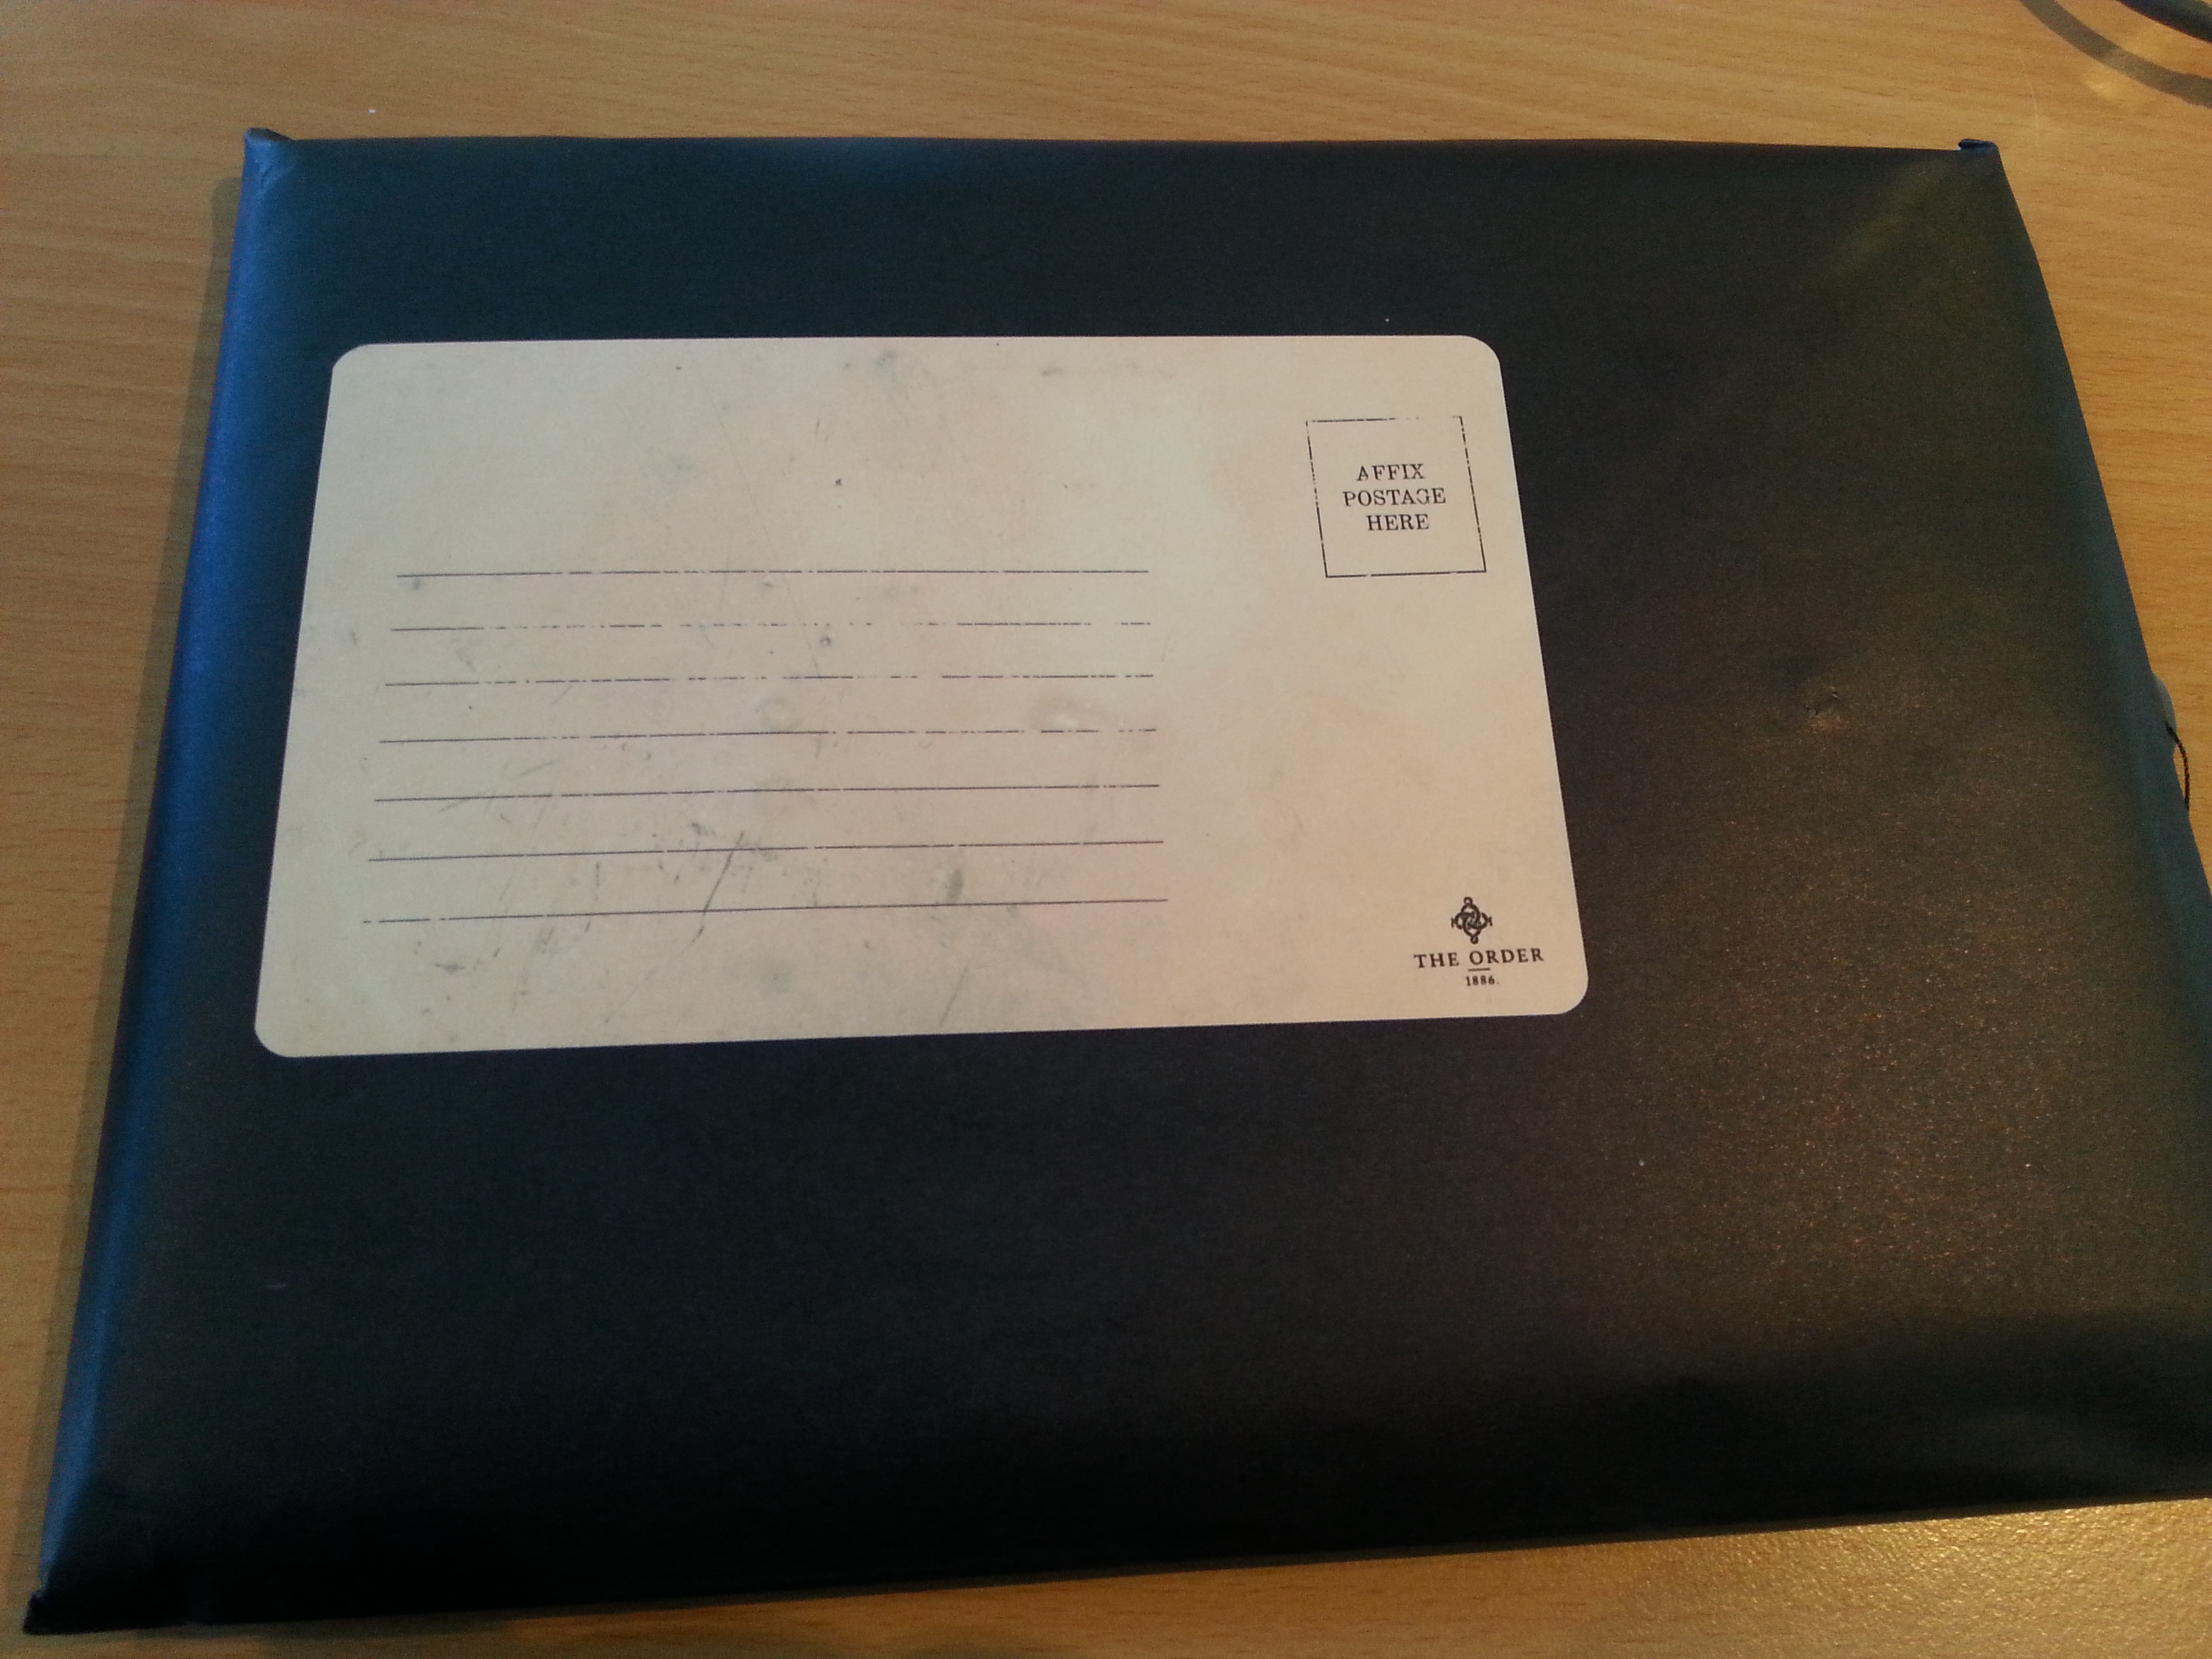 AFFIX
POSTAGE
HERE
THE ORDER
1886.